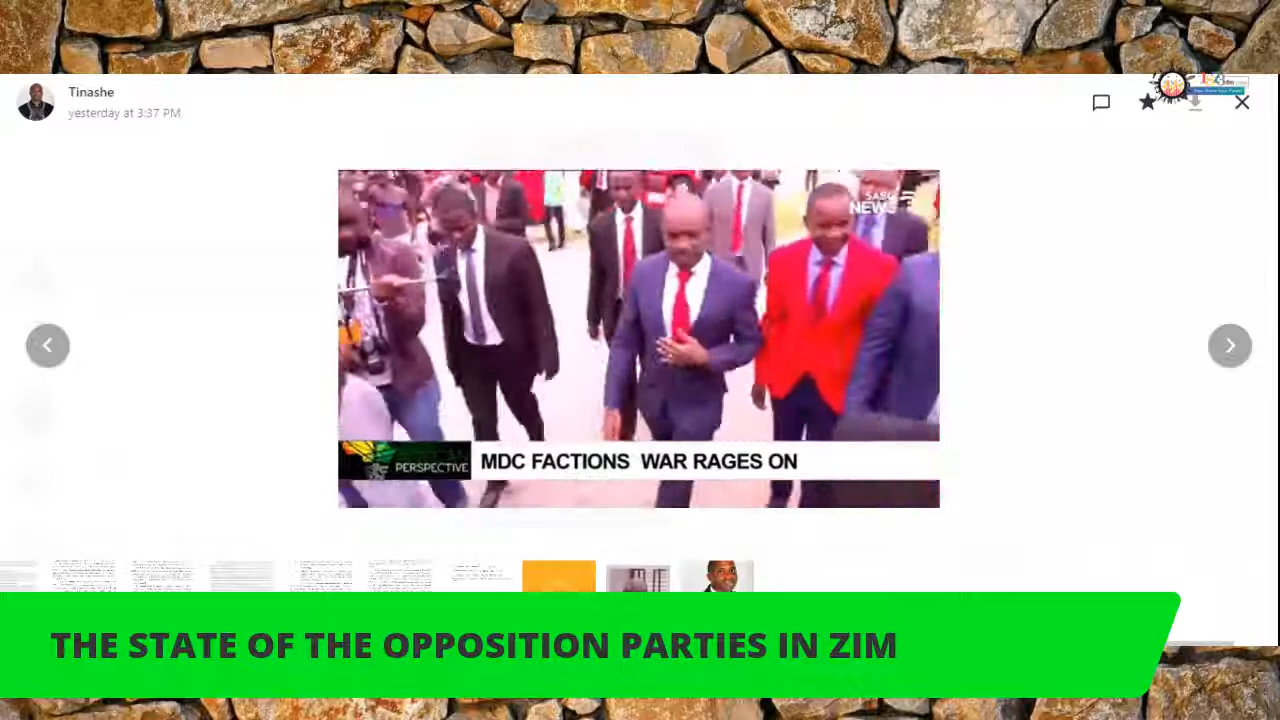 Tinashe
yesterday at 3:37 PM
SABC
NEWS
PERSPECTIVE
MDC FACTIONS WAR RAGES ON
THE STATE OF THE OPPOSITION PARTIES IN ZIM